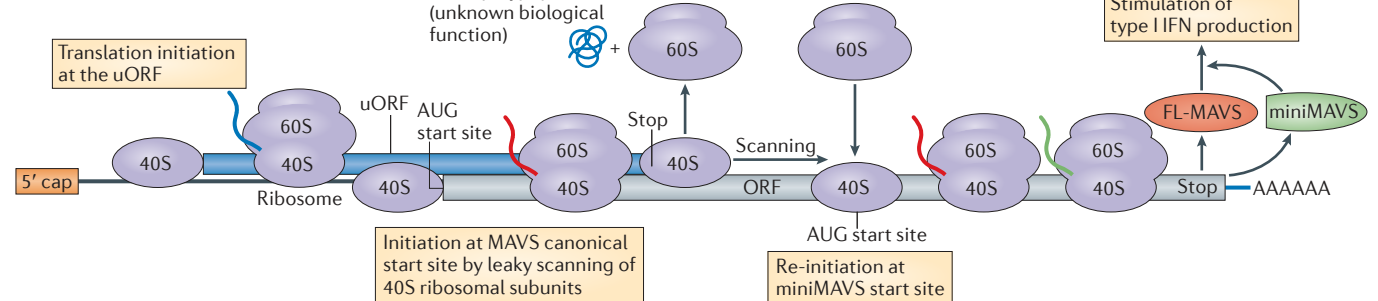 (unknown biological
function)
+
60S
60S
Stimulation of
type I IFN production
Translation initiation
at the uORF
uORF
AUG
start site
Stop
FL-MAVS
miniMAVS
60S
60S
60S
60S
Scanning
40S
40S
40S
5′ cap
40S
40S
ORF
40S
40S
40S
Stop
AAAAAA
Ribosome
AUG start site
Initiation at MAVS canonical
start site by leaky scanning of
40S ribosomal subunits
Re-initiation at
miniMAVS start site